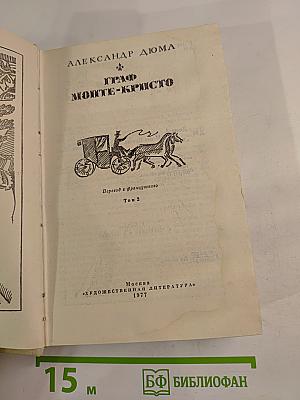 АЛЕКСАНДР ДЮМА
ГРАФ
МОНТЕ-КРИСТО
Перевод с французского
Том 2
Москва
«ХУДОЖЕСТВЕННАЯ ЛИТЕРАТУРА»
1977
15 м
БФ БИБЛИОФАН